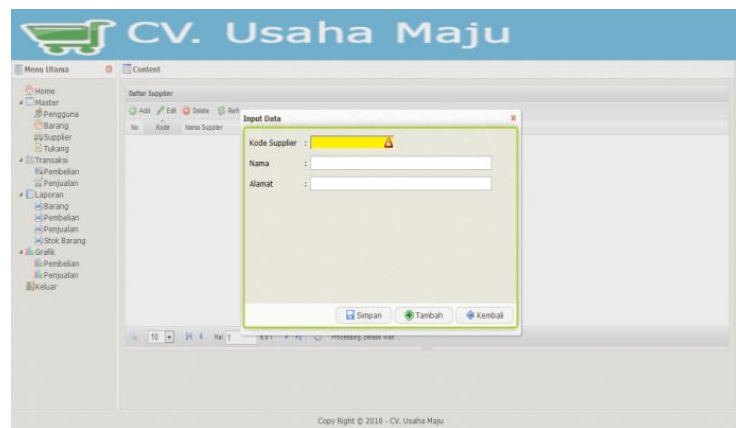 CV. Usaha Maju
Menu Utama
Content
Home
Master
Pengguna
Barang
Supplier
Tukang
Transaksi
Pembelian
Penjualan
Laporan
Barang
Pembelian
Penjualan
Stok Barang
Grafik
Pembelian
Penjualan
Keluar
Daftar Supplier
Add Edit Delete Refr
No Kode Nama Supplier
Input Data
Kode Supplier :
Nama :
Alamat :
Simpan Tambah Kembali
10 Hal 1 Processing, please wait ...
Copy Right © 2016 - CV. Usaha Maju